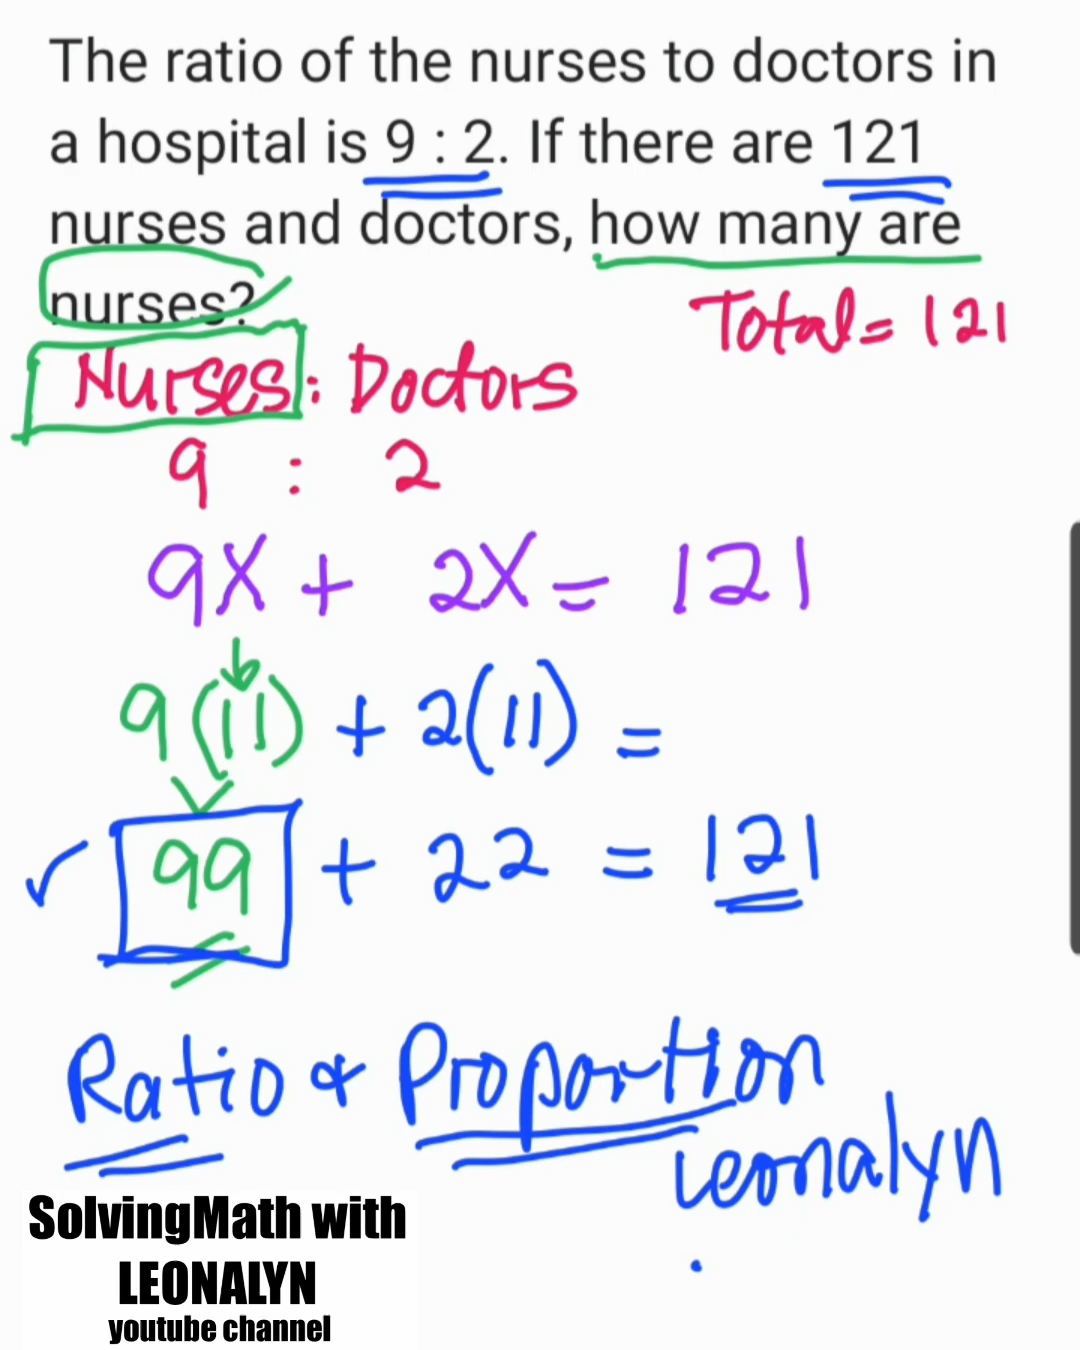 The ratio of the nurses to doctors in
a hospital is 9 : 2. If there are 121
nurses and doctors, how many are
nurses?
Total = 121
Nurses : Doctors
9 : 2
9X + 2X = 121
9(11) + 2(11) =
99 + 22 = 121
Ratio & Proportion
leonalyn
SolvingMath with
LEONALYN
youtube channel